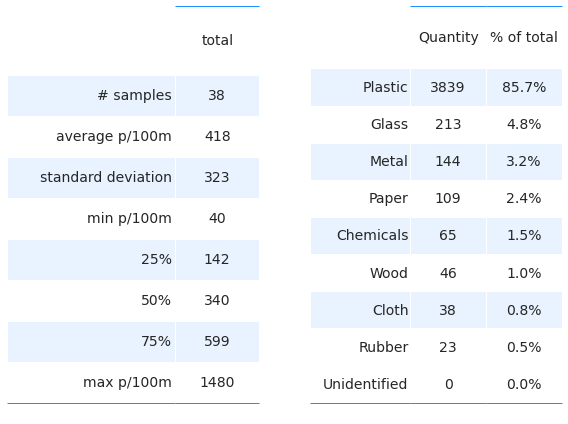 total
# samples 38
average p/100m 418
standard deviation 323
min p/100m 40
25% 142
50% 340
75% 599
max p/100m 1480
Quantity % of total
Plastic 3839 85.7%
Glass 213 4.8%
Metal 144 3.2%
Paper 109 2.4%
Chemicals 65 1.5%
Wood 46 1.0%
Cloth 38 0.8%
Rubber 23 0.5%
Unidentified 0 0.0%